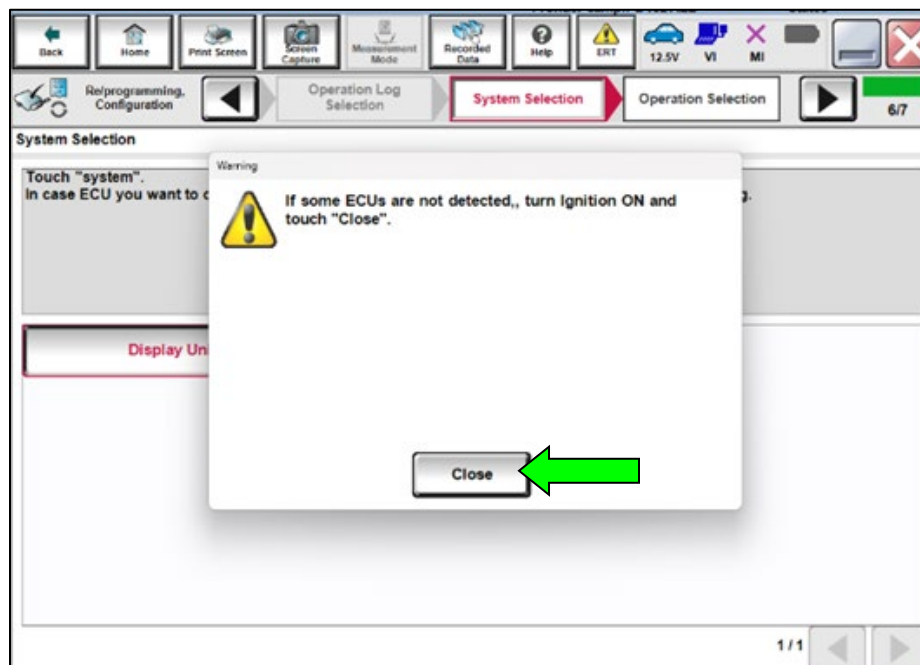 Back
Home
Print Screen
Screen
Capture
Measurement
Mode
Recorded
Data
Help
ERT
12.5V
VI
MI
Re/programming,
Configuration
Operation Log
Selection
System Selection
Operation Selection
6/7
System Selection
Touch "system".
In case ECU you want to
Warning
If some ECUs are not detected,, turn Ignition ON and
touch "Close".
Display
Close
1/1